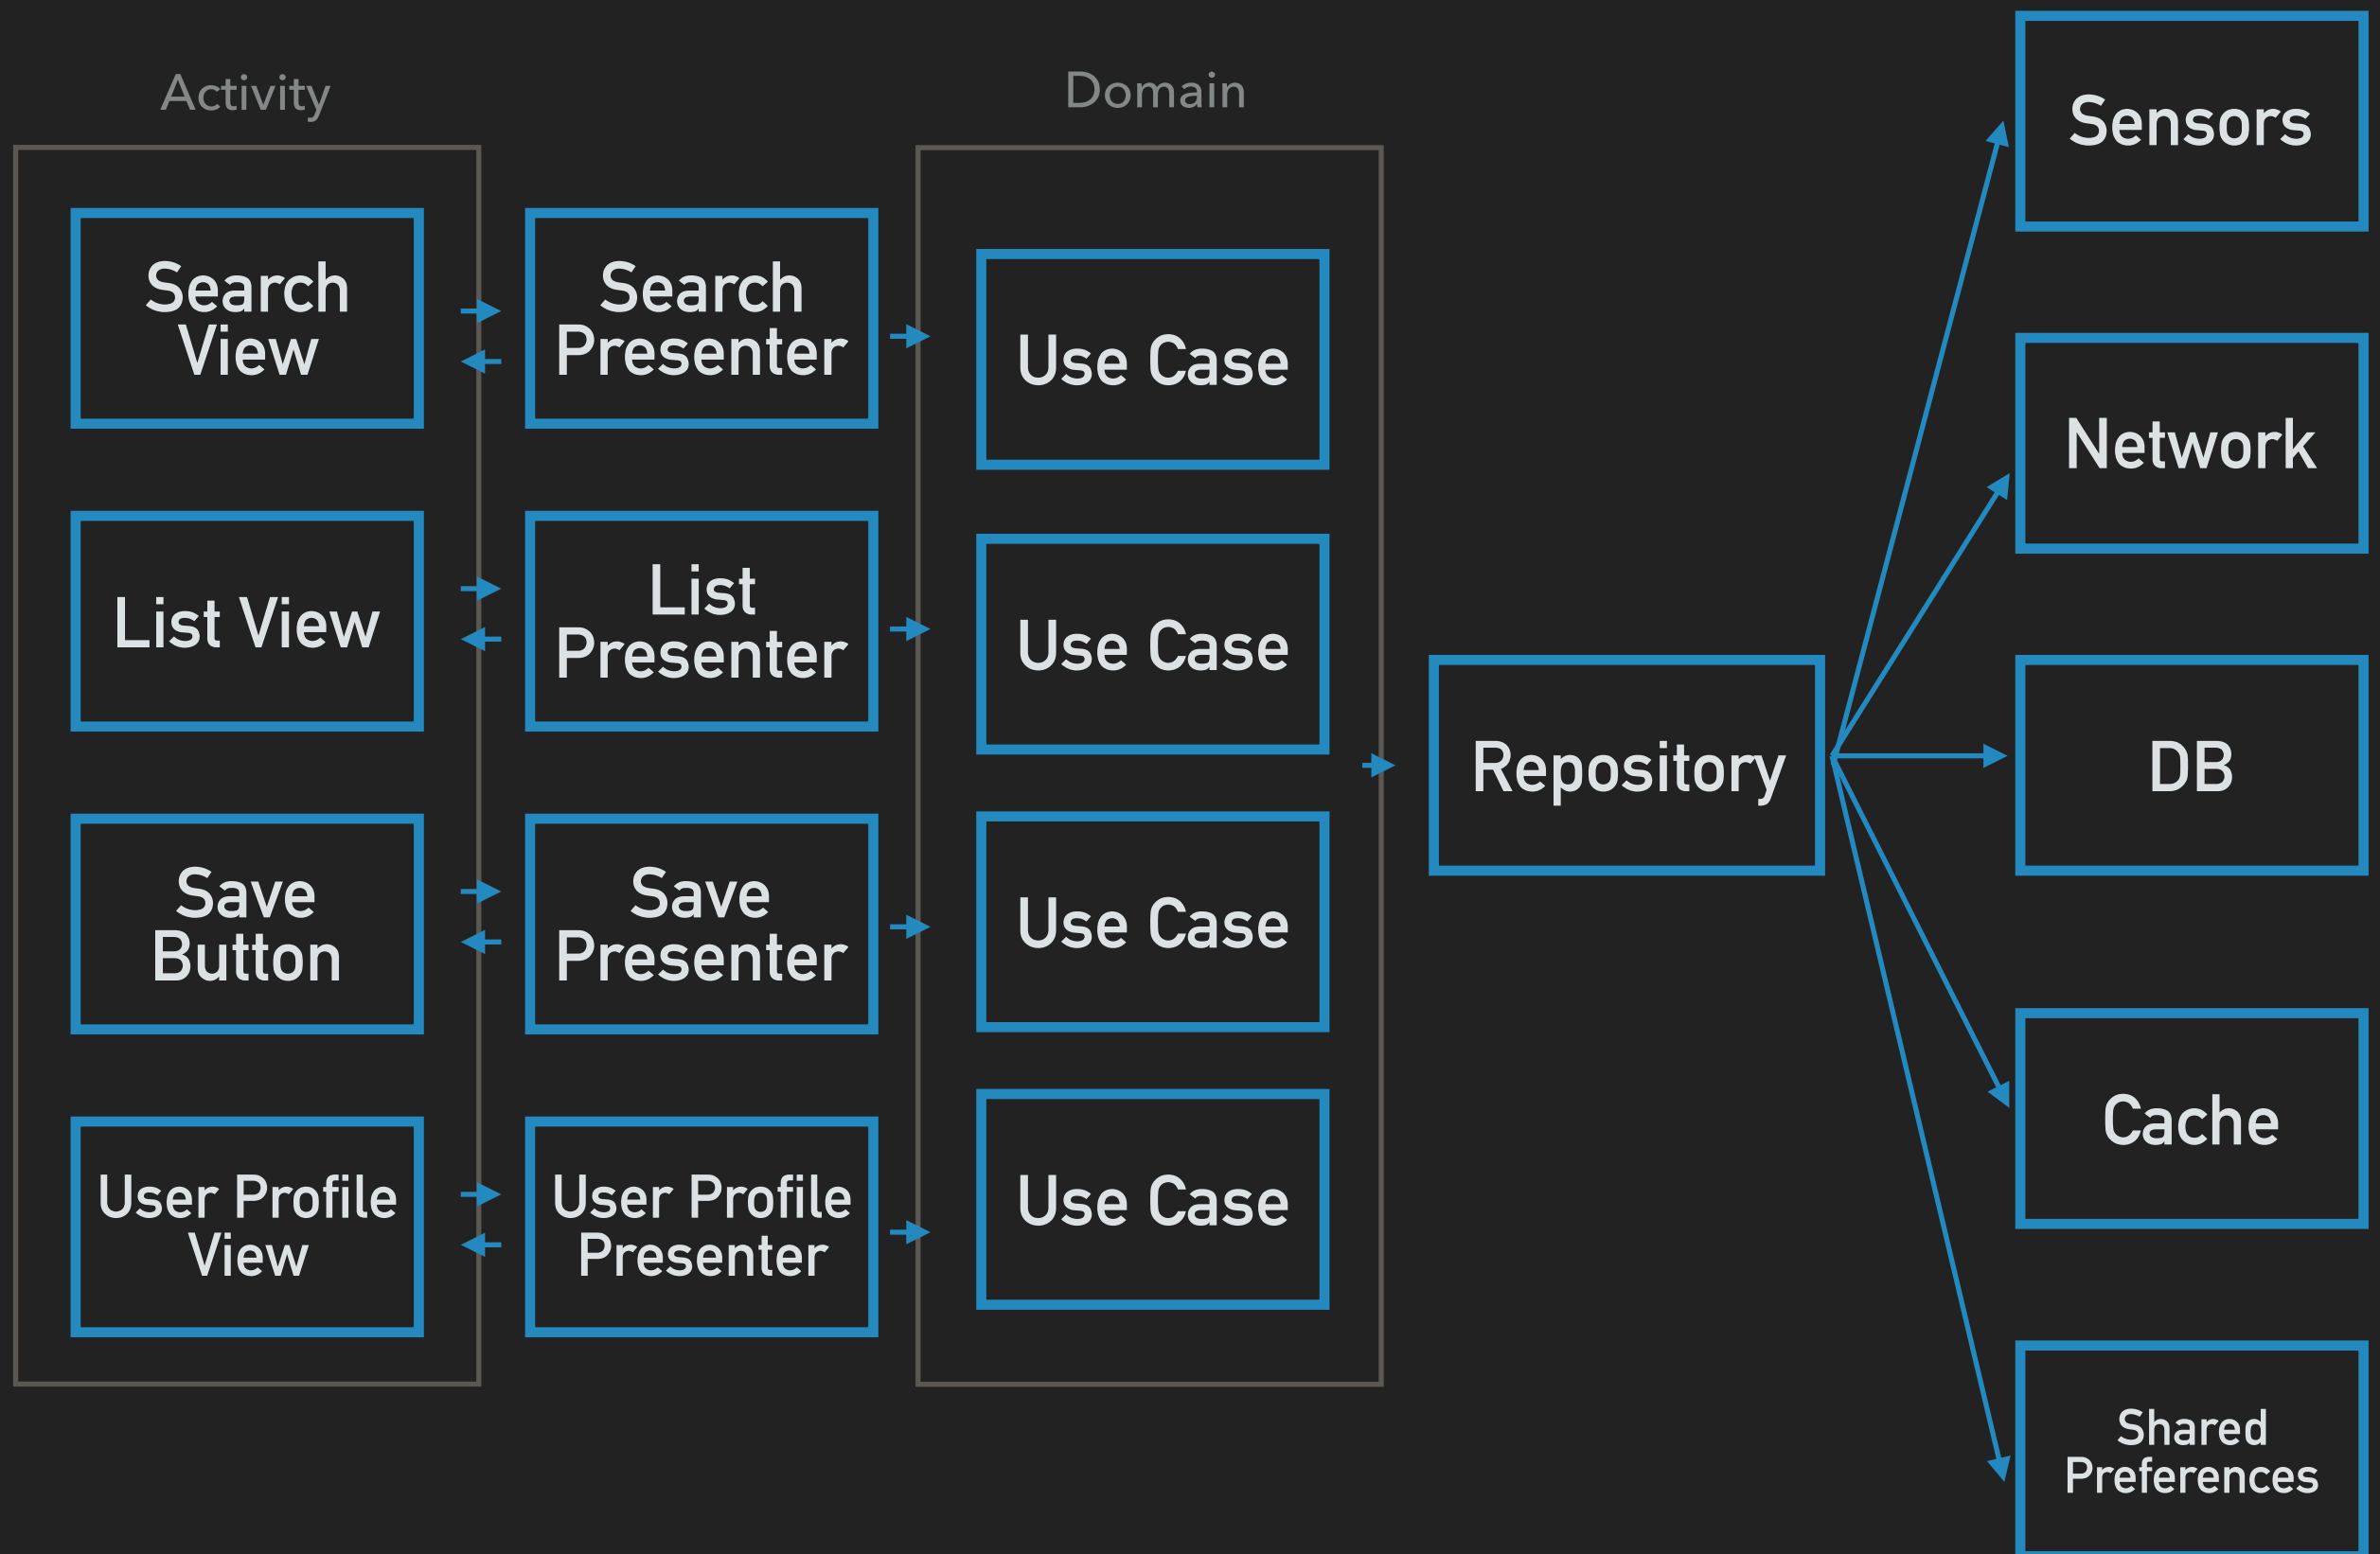 Activity
Domain
Search
View
List View
Save
Button
User Profile
View
Search
Presenter
List
Presenter
Save
Presenter
User Profile
Presenter
Use Case
Use Case
Use Case
Use Case
Repository
Sensors
Network
DB
Cache
Shared
Preferences